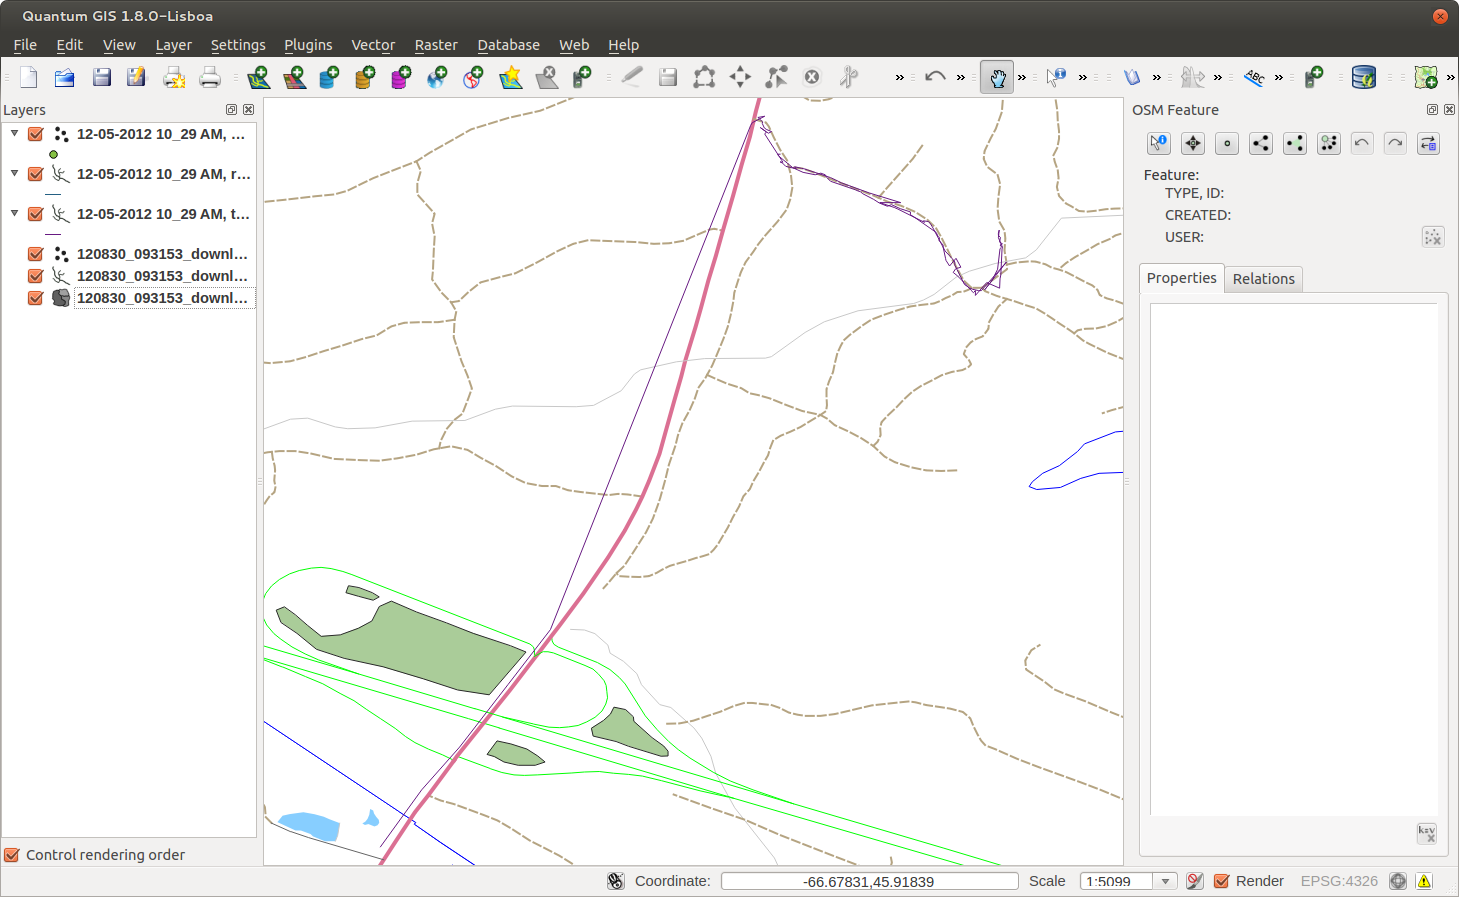 Quantum GIS 1.8.0-Lisboa
File Edit View Layer Settings Plugins Vector Raster Database Web Help
ABC
Layers
12-05-2012 10_29 AM, ...
12-05-2012 10_29 AM, r...
12-05-2012 10_29 AM, t...
120830_093153_downl...
120830_093153_downl...
120830_093153_downl...
Control rendering order
OSM Feature
Feature:
TYPE, ID:
CREATED:
USER:
Properties Relations
k=v
Coordinate: -66.67831,45.91839 Scale 1:5099 Render EPSG:4326